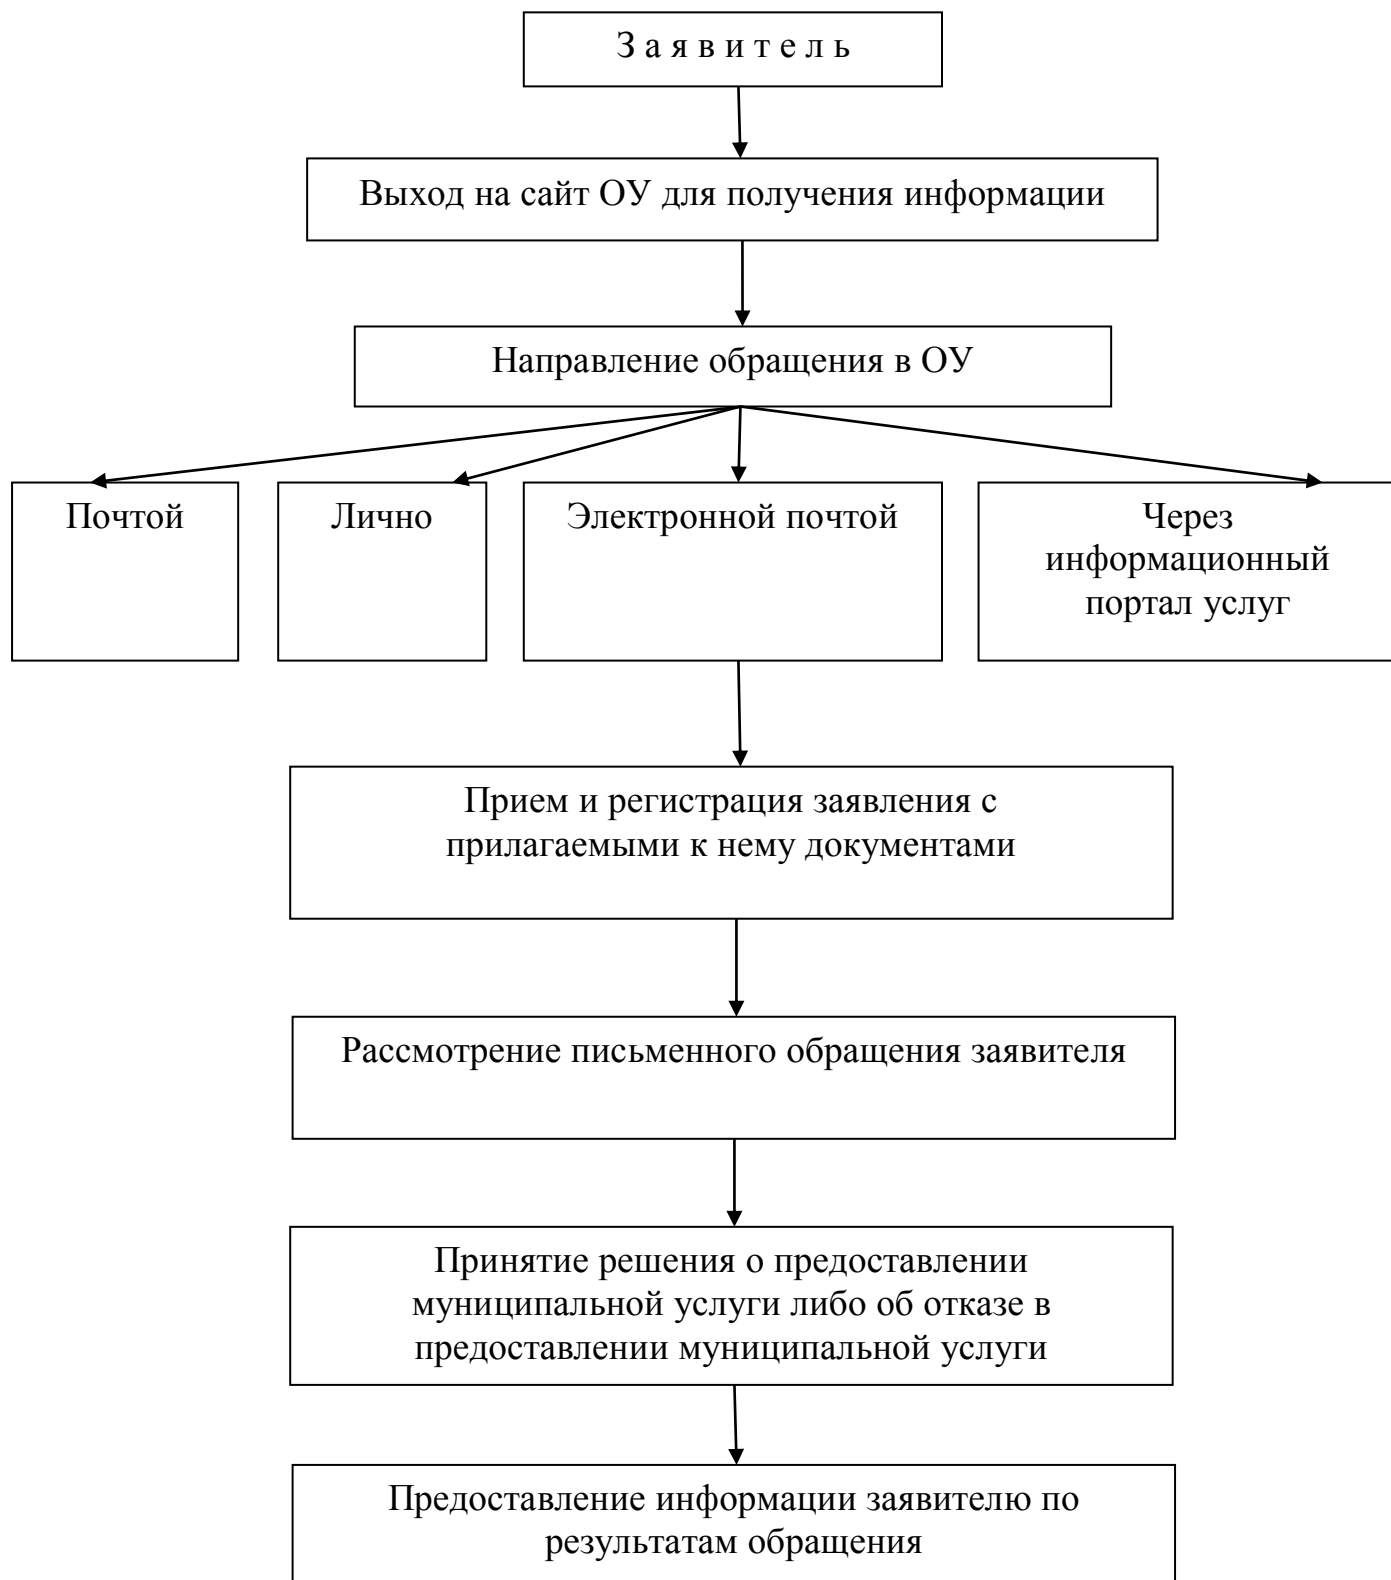 З а я в и т е л ь
Выход на сайт ОУ для получения информации
Направление обращения в ОУ
Почтой
Лично
Электронной почтой
Через
информационный
портал услуг
Прием и регистрация заявления с
прилагаемыми к нему документами
Рассмотрение письменного обращения заявителя
Принятие решения о предоставлении
муниципальной услуги либо об отказе в
предоставлении муниципальной услуги
Предоставление информации заявителю по
результатам обращения